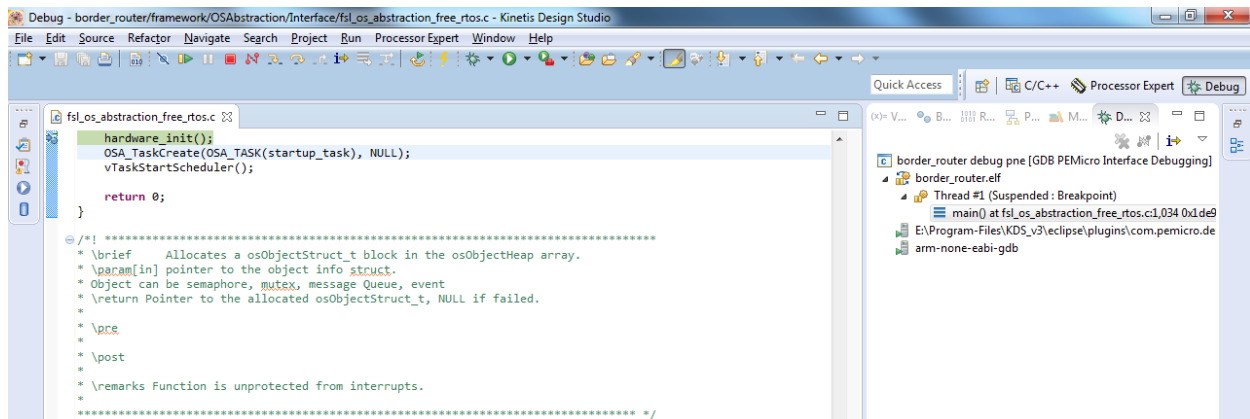 Debug - border_router/framework/OSAbstraction/Interface/fsl_os_abstraction_free_rtos.c - Kinetis Design Studio
File Edit Source Refactor Navigate Search Project Run Processor Expert Window Help
Quick Access C/C++ Processor Expert Debug
fsl_os_abstraction_free_rtos.c
(x)= V... B... 1010 R... P... M... D...
hardware_init();
OSA_TaskCreate(OSA_TASK(startup_task), NULL);
vTaskStartScheduler();
return 0;
}
/*! ********************************************************************************
* \brief Allocates a osObjectStruct_t block in the osObjectHeap array.
* \param[in] pointer to the object info struct.
* Object can be semaphore, mutex, message Queue, event
* \return Pointer to the allocated osObjectStruct_t, NULL if failed.
*
* \pre
*
* \post
*
* \remarks Function is unprotected from interrupts.
*
********************************************************************************* */
border_router debug pne [GDB PEMicro Interface Debugging]
border_router.elf
Thread #1 (Suspended : Breakpoint)
main() at fsl_os_abstraction_free_rtos.c:1,034 0x1de9
E:\Program-Files\KDS_v3\eclipse\plugins\com.pemicro.de
arm-none-eabi-gdb